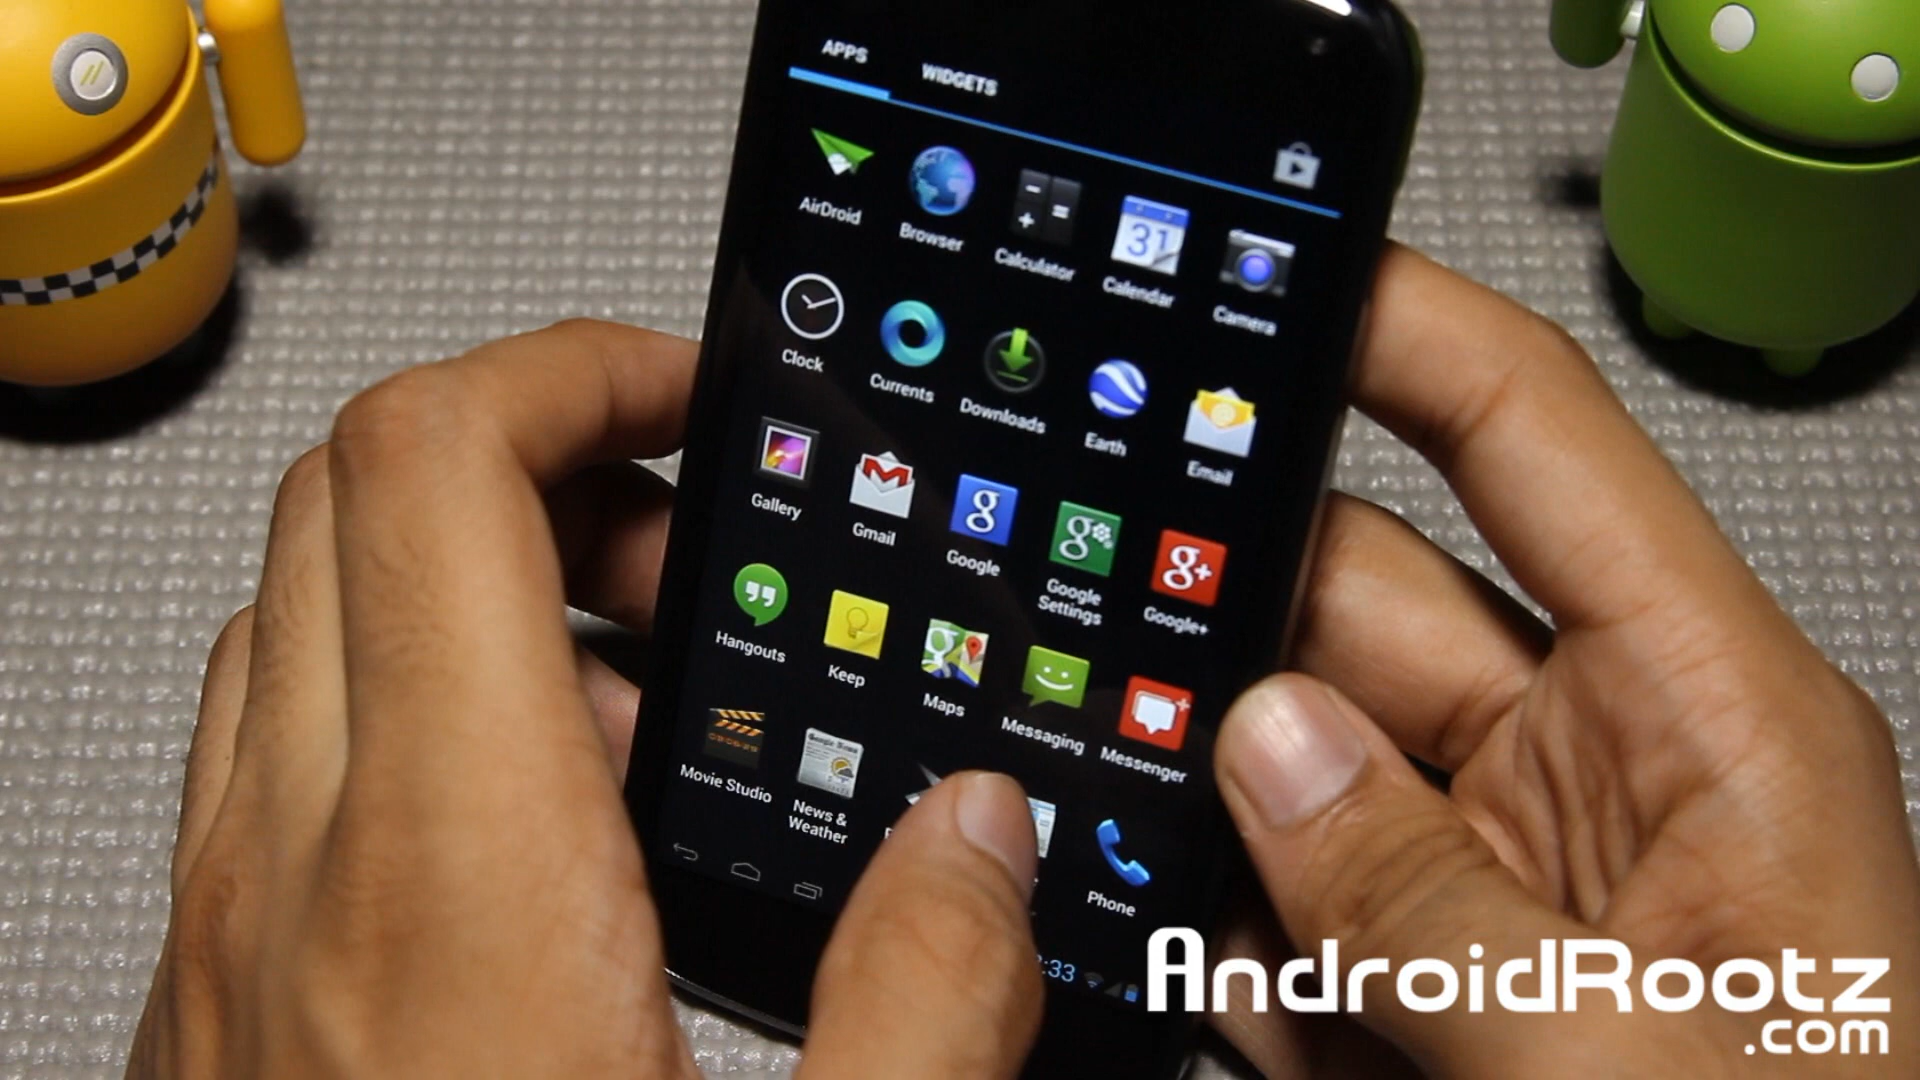 APPS WIDGETS
AirDroid Browser Calculator Calendar Camera
31
Clock Currents Downloads Earth Email
Gallery Gmail Google Google Settings Google+
g g g+
Hangouts Keep Maps Messaging Messenger
Movie Studio News & Weather Phone
:33
AndroidRootz
.com